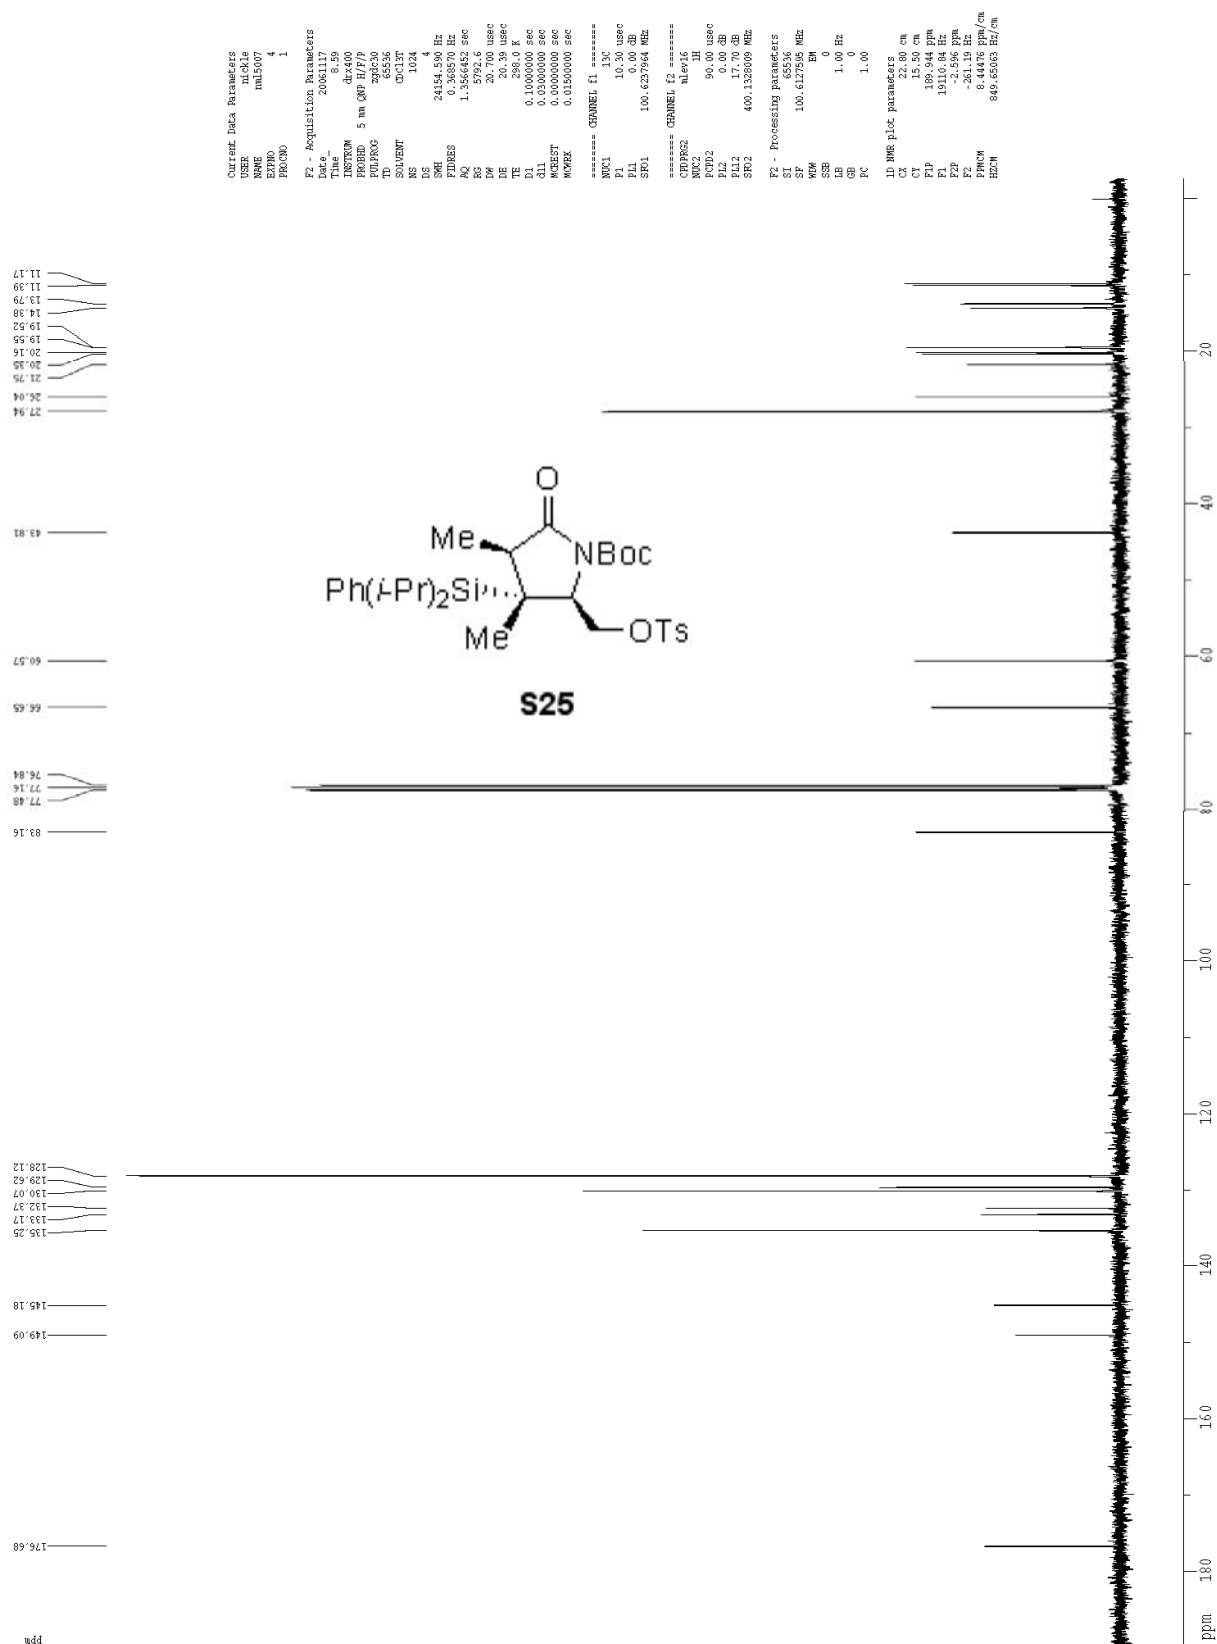 Current Data Parameters
USER nickle
NAME nml5007
EXPNO 4
PROCNO 1
F2 - Acquisition Parameters
Date_ 20061117
Time 8.59
INSTRUM drx400
PROBHD 5 mm QNP H/F/P
PULPROG zgdc30
TD 65536
SOLVENT CDCl3T
NS 1024
DS 4
SWH 24154.590 Hz
FIDRES 0.368570 Hz
AQ 1.3566452 sec
RG 5792.6
DW 20.700 usec
DE 20.39 usec
TE 298.0 K
D1 0.10000000 sec
d11 0.03000000 sec
MCREST 0.00000000 sec
MCWRK 0.01500000 sec
======== CHANNEL f1 ========
NUC1 13C
P1 10.30 usec
PL1 0.00 dB
SFO1 100.6237964 MHz
======== CHANNEL f2 ========
CPDPRG2 mlev16
NUC2 1H
PCPD2 90.00 usec
PL2 0.00 dB
PL12 17.70 dB
SFO2 400.1328009 MHz
F2 - Processing parameters
SI 65536
SF 100.6127595 MHz
WDW EM
SSB 0
LB 1.00 Hz
GB 0
PC 1.00
1D NMR plot parameters
CX 22.80 cm
CY 15.50 cm
F1P 189.944 ppm
F1 19110.84 Hz
F2P -2.596 ppm
F2 -261.19 Hz
PPMCM 8.44476 ppm/cm
HZCM 849.65063 Hz/cm
11.17
11.39
13.79
14.38
19.52
19.55
20.16
20.35
21.75
26.04
27.94
43.81
60.57
66.65
76.84
77.16
77.48
83.16
128.12
129.62
130.07
132.37
133.17
135.25
145.18
149.09
176.68
ppm
O
Me
NBoc
Ph(i-Pr)2Si
Me
OTs
S25
20
40
60
80
100
120
140
160
180
ppm